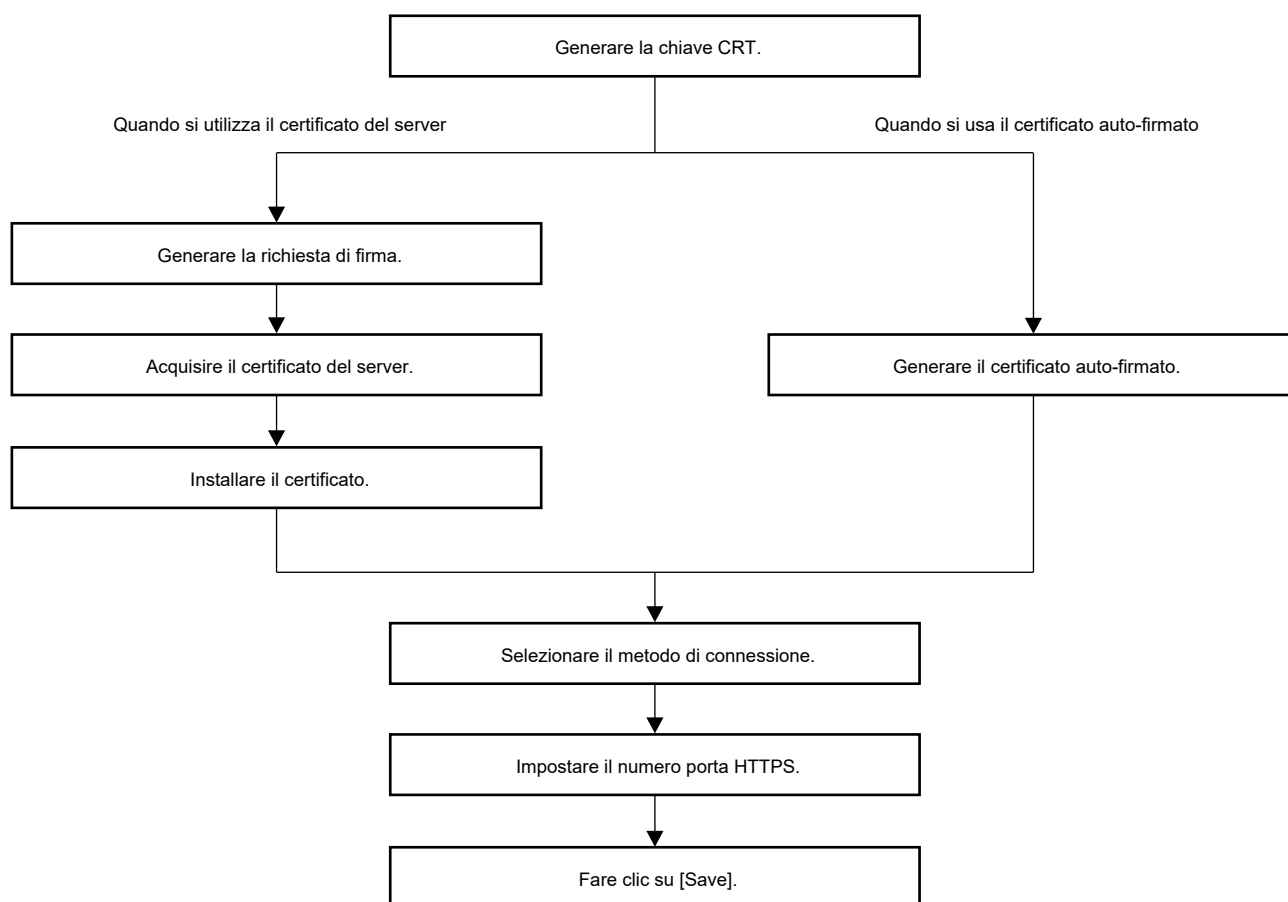 Generare la chiave CRT.
Quando si utilizza il certificato del server
Quando si usa il certificato auto-firmato
Generare la richiesta di firma.
Acquisire il certificato del server.
Generare il certificato auto-firmato.
Installare il certificato.
Selezionare il metodo di connessione.
Impostare il numero porta HTTPS.
Fare clic su [Save].